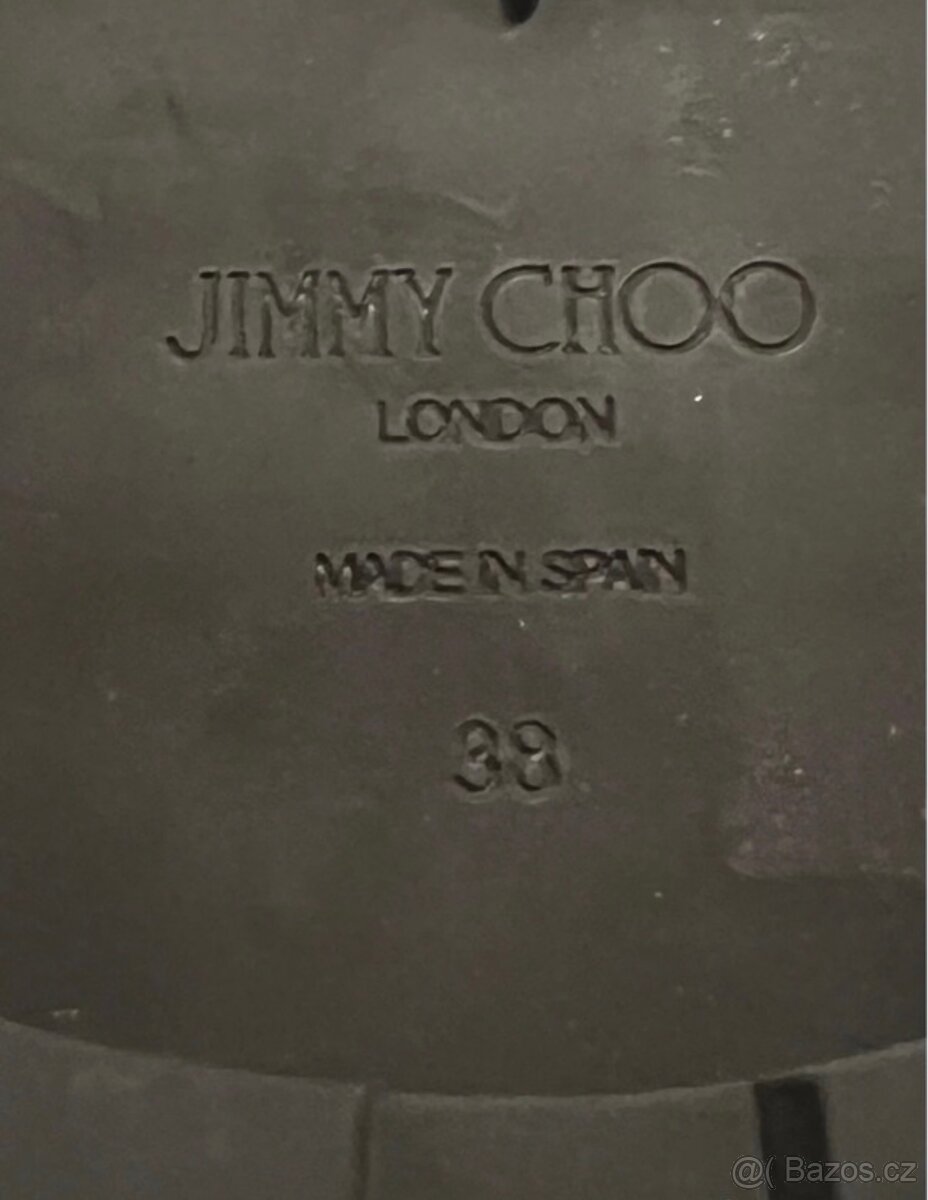 JIMMY CHOO
LONDON
MADE IN SPAIN
38
@( Bazos.cz